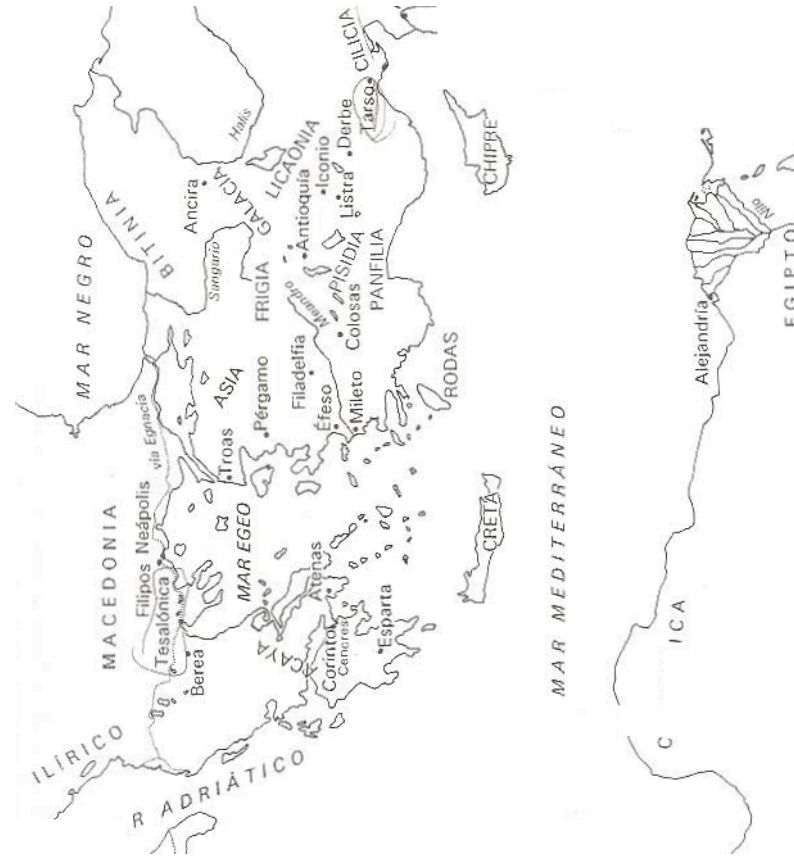 MAR NEGRO
MACEDONIA
ILÍRICO
R ADRIÁTICO
BITINIA
Halis
Ancira
GALACIA
Sungario
LICAONIA
Iconio
Derbe
Listra
Antioquía
CILICIA
Tarso
FRIGIA
PISIDIA
PANFILIA
Meandro
Colosas
ASIA
Pérgamo
Filadelfia
Éfeso
Mileto
Troas
vía Egnacia
Neápolis
Filipos
Tesalónica
Berea
MAR EGEO
ACAYA
Atenas
Corinto
Cencres
Esparta
RODAS
CHIPRE
CRETA
MAR MEDITERRÁNEO
Alejandría
Nilo
EGIPTO
C
ICA